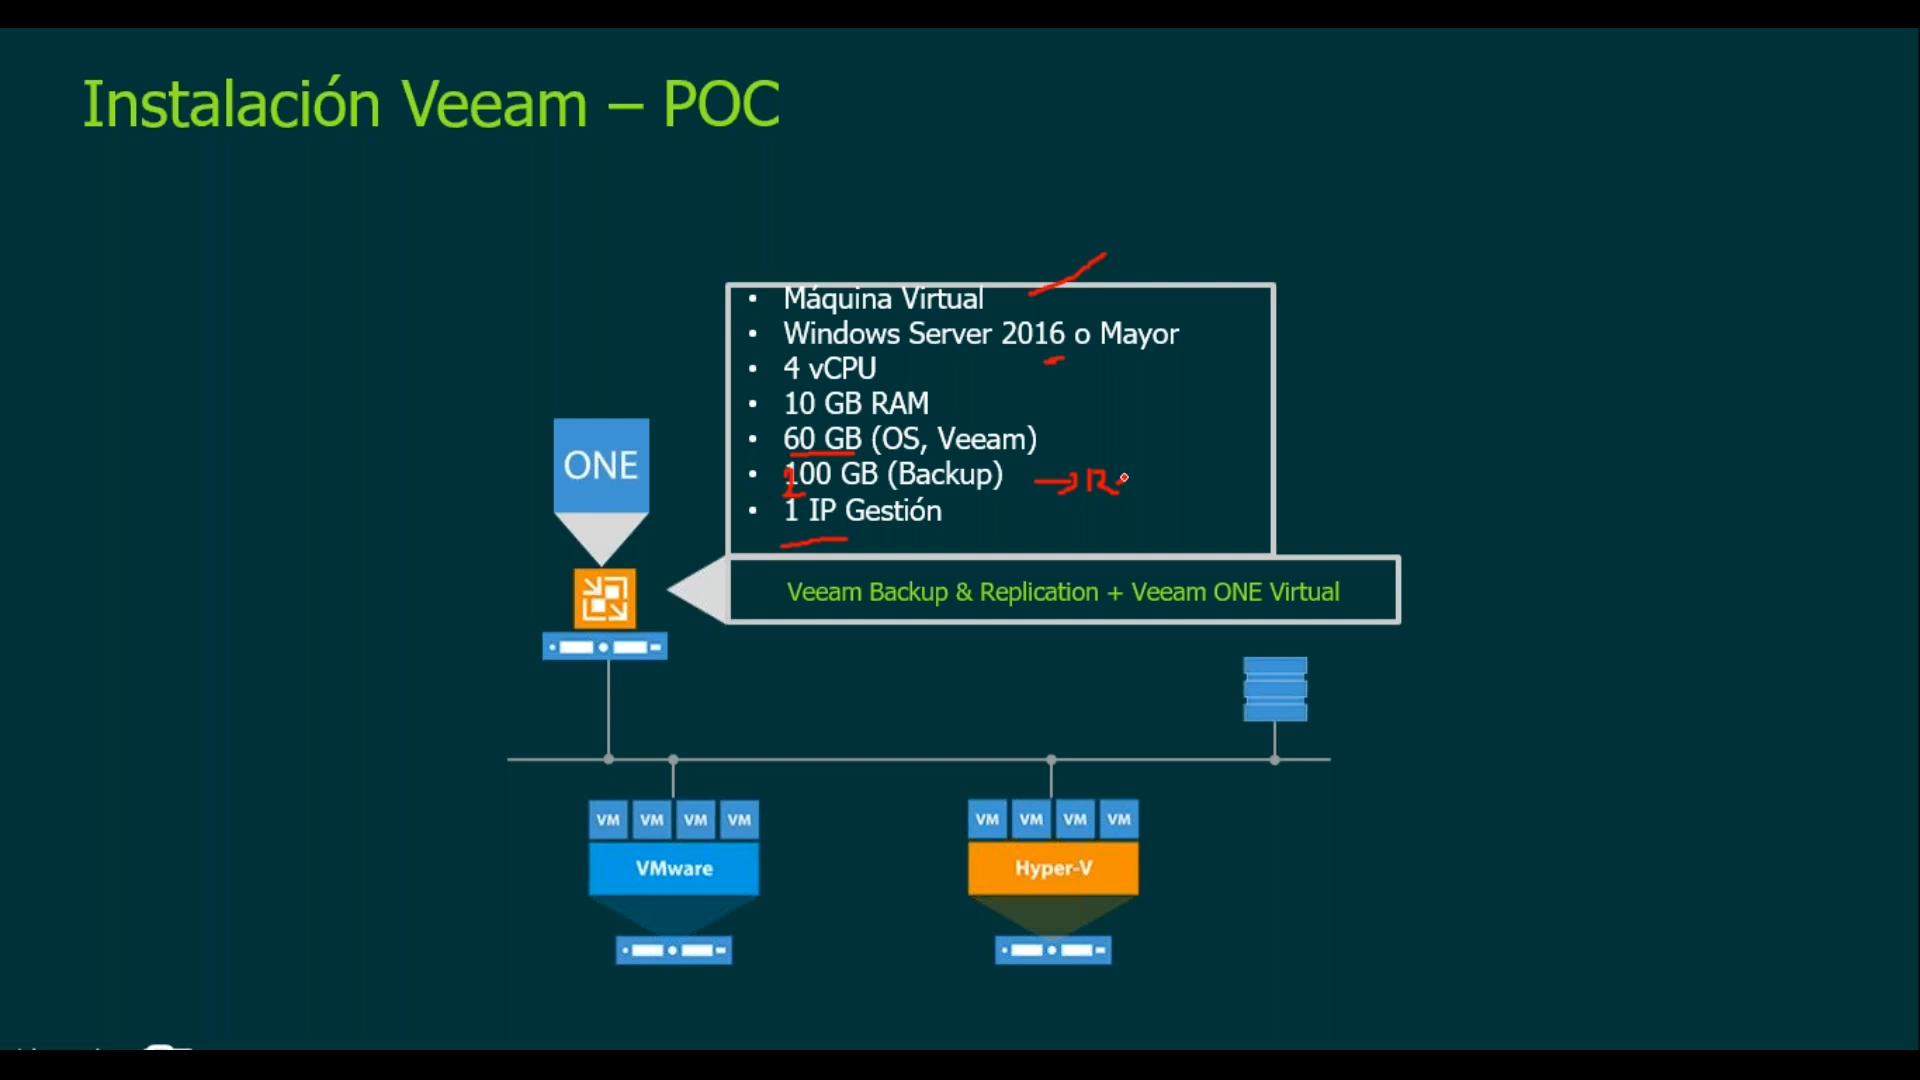 Instalación Veeam – POC
• Máquina Virtual
• Windows Server 2016 o Mayor
• 4 vCPU
• 10 GB RAM
• 60 GB (OS, Veeam)
• 100 GB (Backup)
• 1 IP Gestión
ONE
Veeam Backup & Replication + Veeam ONE Virtual
VM VM VM VM
VM VM VM VM
VMware
Hyper-V